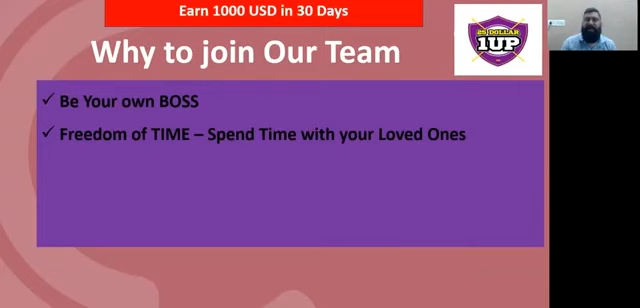 Earn 1000 USD in 30 Days
Why to join Our Team
25 DOLLAR
1UP
✓ Be Your own BOSS
✓ Freedom of TIME – Spend Time with your Loved Ones